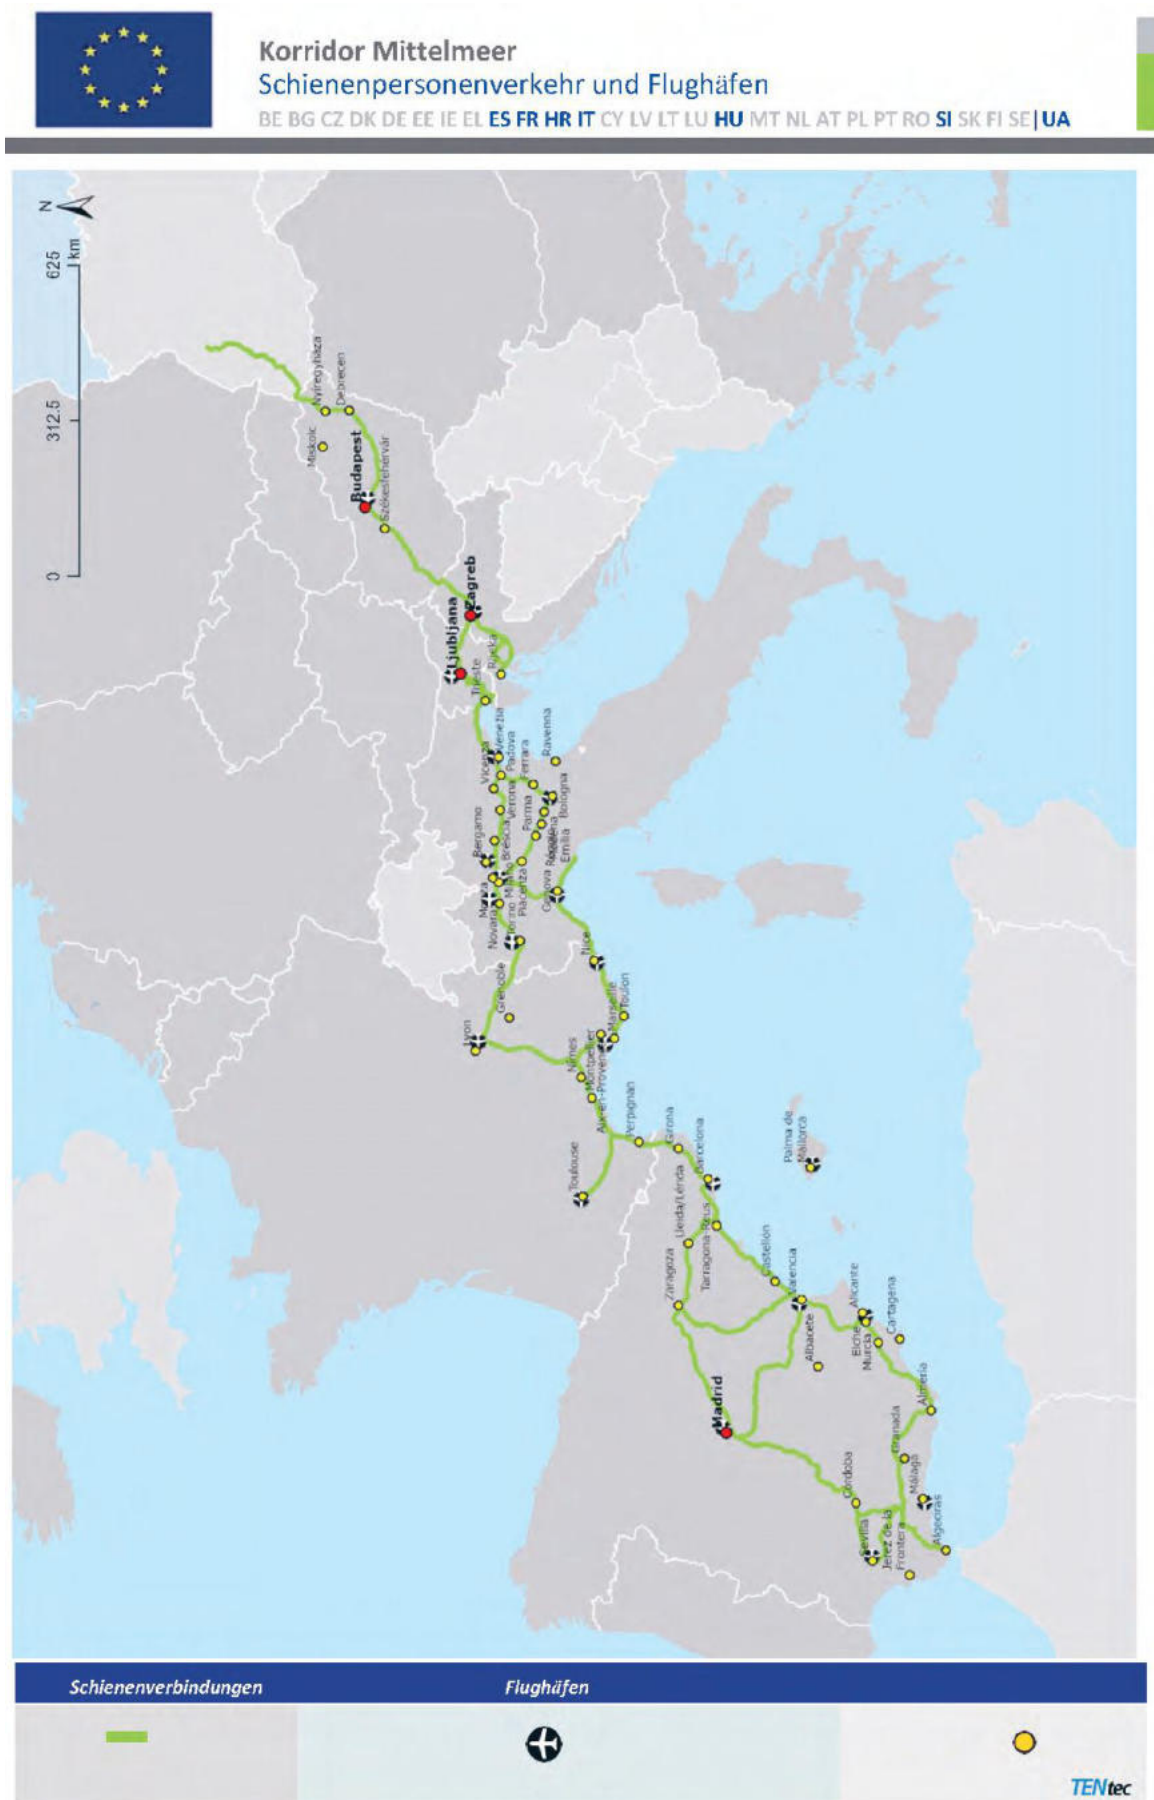 Korridor Mittelmeer
Schienenpersonenverkehr und Flughäfen
BE BG CZ DK DE EE IE EL ES FR HR IT CY LV LT LU HU MT NL AT PL PT RO SI SK FI SE|UA
N
0
312.5
625
km
Nyíregyháza
Debrecen
Miskolc
Budapest
Székesfehérvár
Zagreb
Ljubljana
Rijeka
Trieste
Venezia
Padova
Vicenza
Ferrara
Ravenna
Verona
Bologna
Parma
Brescia
Bergamo
Emilia
Milano
Piacenza
Monza
Novara
Torino
Genova
Nice
Grenoble
Lyon
Toulon
Marseille
Nîmes
Montpellier
Aix-en-Provence
Perpignan
Toulouse
Girona
Barcelona
Palma de
Mallorca
Lleida/Lérida
Tarragona-Reus
Zaragoza
Castellón
Valencia
Albacete
Alicante
Elche
Murcia
Cartagena
Madrid
Almería
Granada
Málaga
Córdoba
Algeciras
Sevilla
Jerez de la
Frontera
Schienenverbindungen
Flughäfen
TENtec